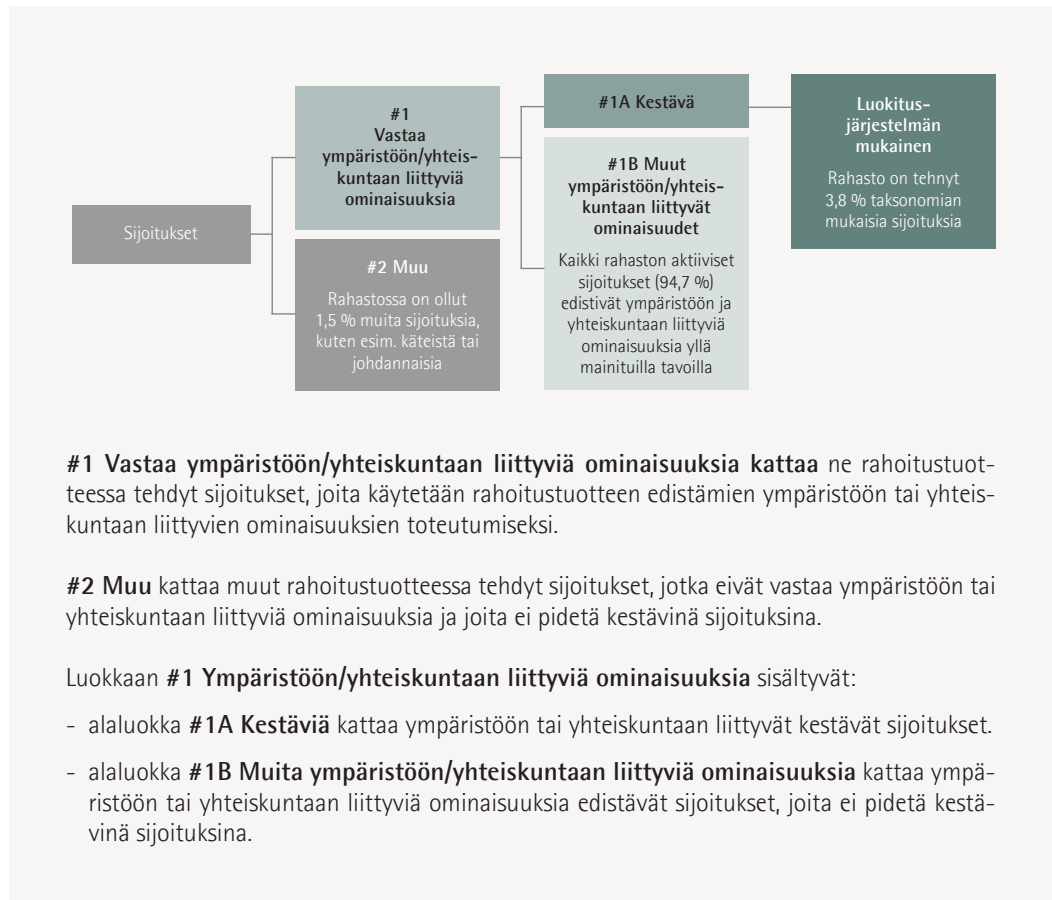 Sijoitukset
#1
Vastaa
ympäristöön/yhteis-
kuntaan liittyviä
ominaisuuksia
#2 Muu
Rahastossa on ollut
1,5 % muita sijoituksia,
kuten esim. käteistä tai
johdannaisia
#1A Kestävä
#1B Muut
ympäristöön/yhteis-
kuntaan liittyvät
ominaisuudet
Kaikki rahaston aktiiviset
sijoitukset (94,7 %)
edistivät ympäristöön ja
yhteiskuntaan liittyviä
ominaisuuksia yllä
mainituilla tavoilla
Luokitus-
järjestelmän
mukainen
Rahasto on tehnyt
3,8 % taksonomian
mukaisia sijoituksia
#1 Vastaa ympäristöön/yhteiskuntaan liittyviä ominaisuuksia kattaa ne rahoitustuot-
teessa tehdyt sijoitukset, joita käytetään rahoitustuotteen edistämien ympäristöön tai yhteis-
kuntaan liittyvien ominaisuuksien toteutumiseksi.
#2 Muu kattaa muut rahoitustuotteessa tehdyt sijoitukset, jotka eivät vastaa ympäristöön tai
yhteiskuntaan liittyviä ominaisuuksia ja joita ei pidetä kestävinä sijoituksina.
Luokkaan #1 Ympäristöön/yhteiskuntaan liittyviä ominaisuuksia sisältyvät:
- alaluokka #1A Kestäviä kattaa ympäristöön tai yhteiskuntaan liittyvät kestävät sijoitukset.
- alaluokka #1B Muita ympäristöön/yhteiskuntaan liittyviä ominaisuuksia kattaa ympä-
ristöön tai yhteiskuntaan liittyviä ominaisuuksia edistävät sijoitukset, joita ei pidetä kestä-
vinä sijoituksina.